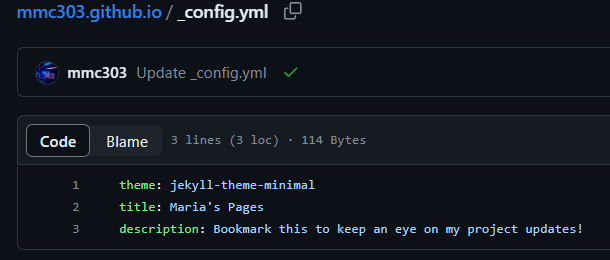 mmc303.github.io / _config.yml
mmc303 Update _config.yml
Code Blame 3 lines (3 loc) · 114 Bytes
1 theme: jekyll-theme-minimal
2 title: Maria's Pages
3 description: Bookmark this to keep an eye on my project updates!